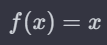 f(x) = x